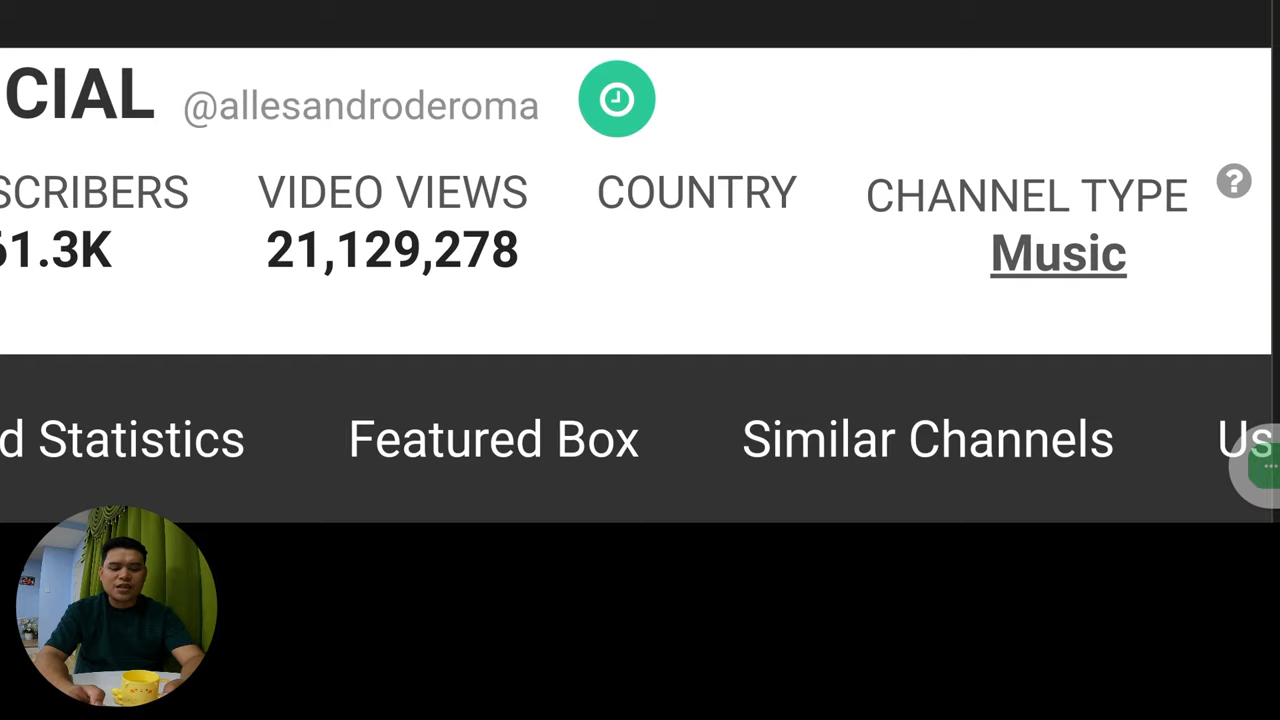 CIAL @allesandroderoma
SCRIBERS VIDEO VIEWS COUNTRY CHANNEL TYPE ?
61.3K 21,129,278 Music
d Statistics Featured Box Similar Channels Us